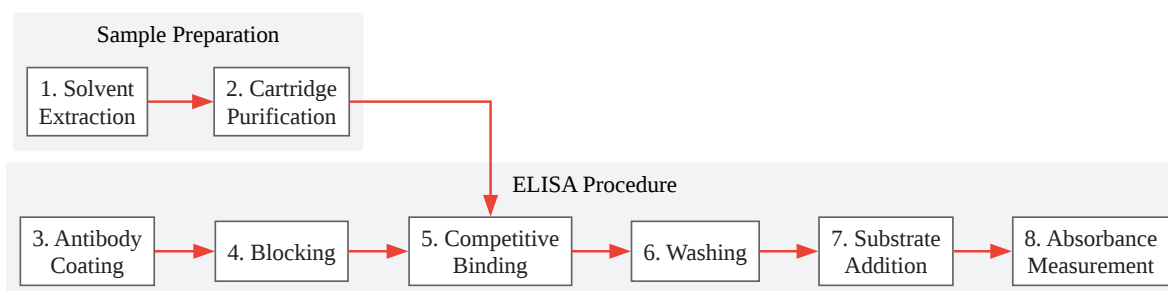 Sample Preparation
1. Solvent
Extraction
2. Cartridge
Purification
ELISA Procedure
3. Antibody
Coating
4. Blocking
5. Competitive
Binding
6. Washing
7. Substrate
Addition
8. Absorbance
Measurement